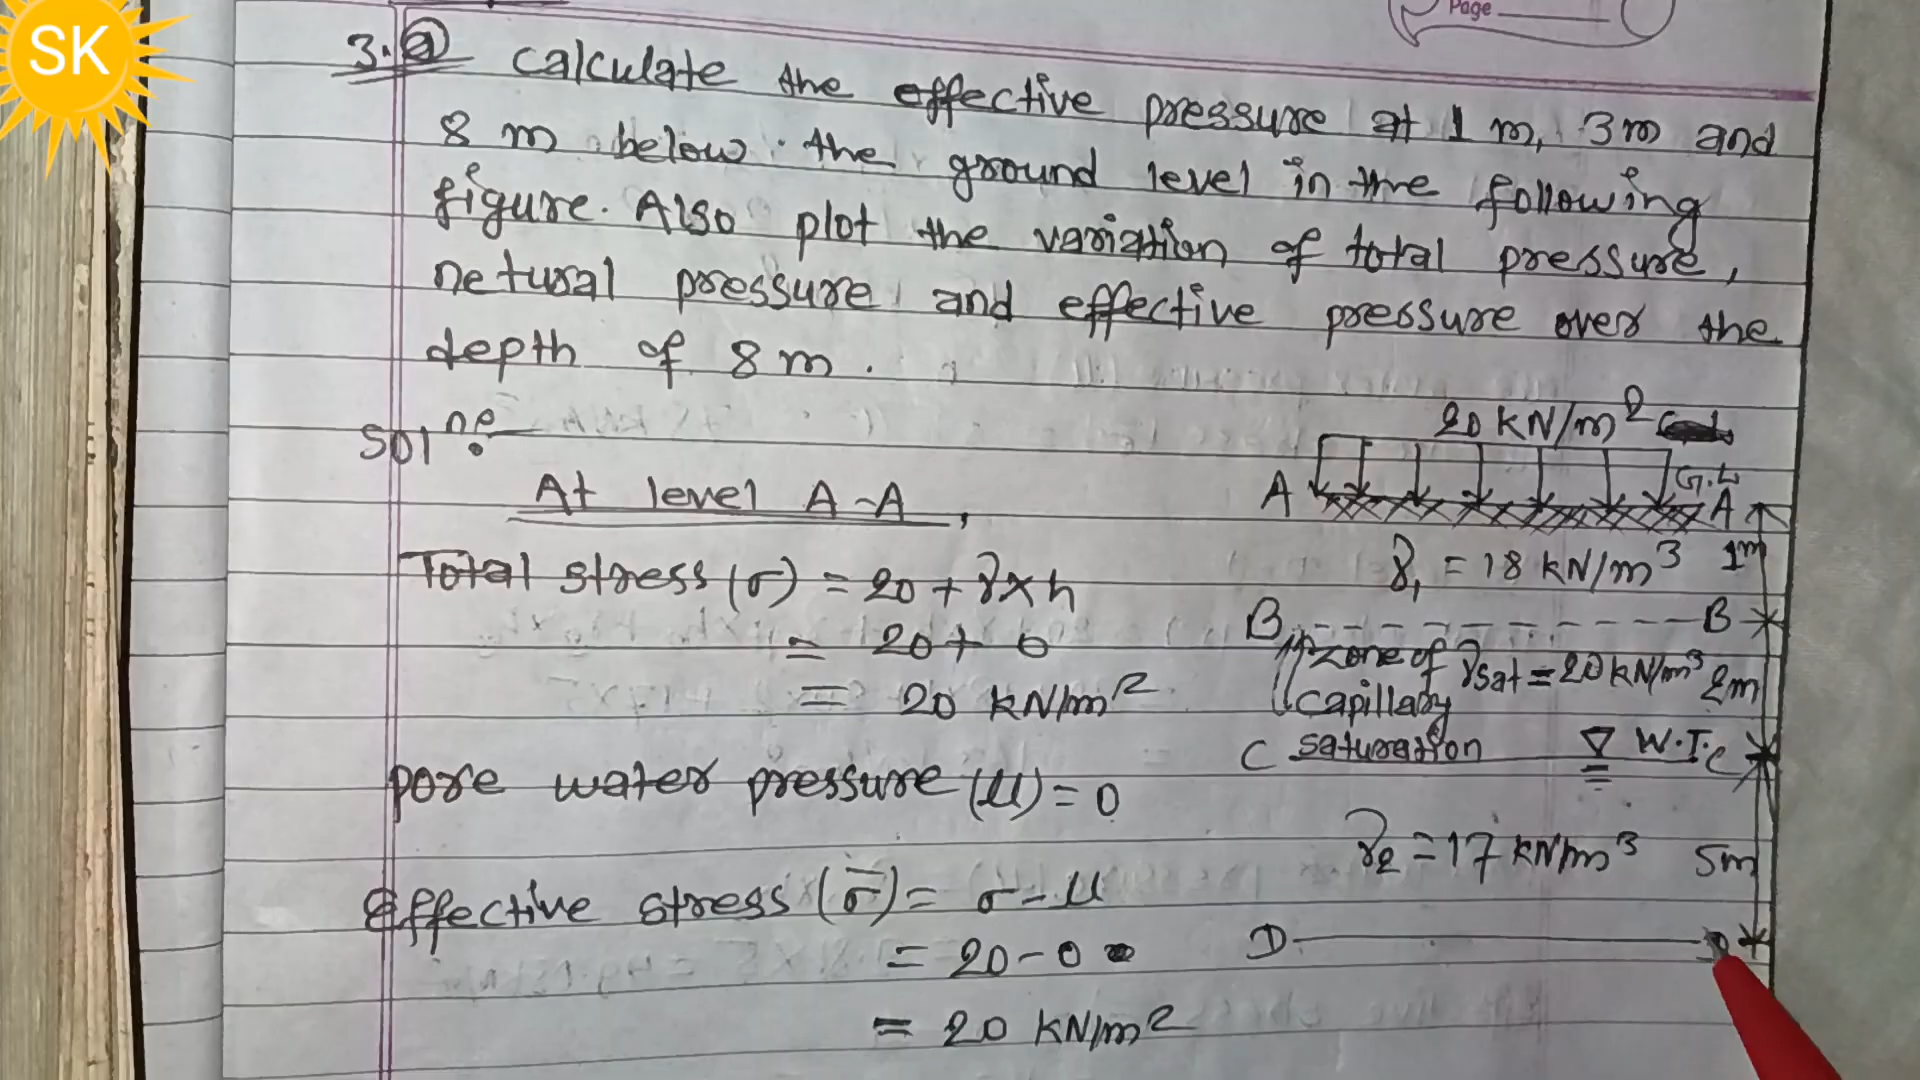 SK
Page
3. (a) calculate the effective pressure at 1 m, 3m and
8 m below the ground level in the following
figure. Also plot the variation of total pressure,
netural pressure and effective pressure over the
depth of 8 m.
Solne:
At level A-A,
Total stress (σ) = 20 + γ×h
= 20 + 0
= 20 kN/m²
pore water pressure (u) = 0
Effective stress (σ̅) = σ - u
= 20 - 0
= 20 kN/m²
20 kN/m²
G.L
A A
γ₁ = 18 kN/m³ 1m
B B
zone of γsat = 20 kN/m³ 2m
capillary
C saturation W.T. C
γ₂ = 17 kN/m³ 5m
D D